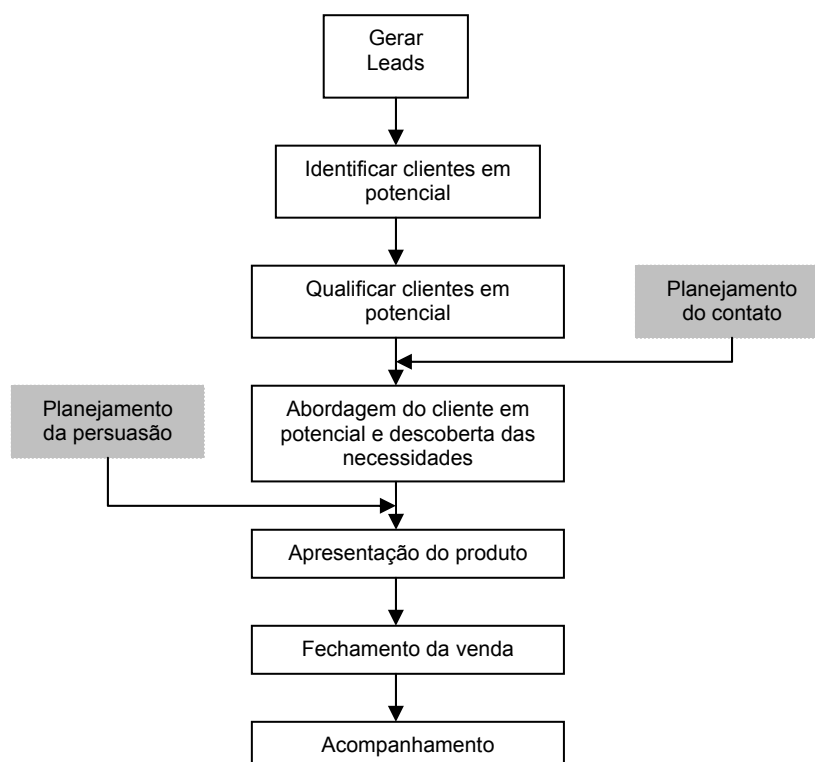 Gerar
Leads
Identificar clientes em
potencial
Qualificar clientes em
potencial
Planejamento
do contato
Planejamento
da persuasão
Abordagem do cliente em
potencial e descoberta das
necessidades
Apresentação do produto
Fechamento da venda
Acompanhamento